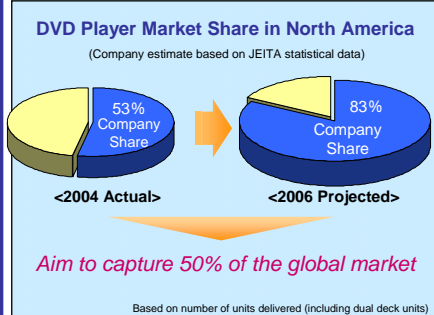 DVD Player Market Share in North America
(Company estimate based on JEITA statistical data)
53%
Company
Share
83%
Company
Share
<2004 Actual>
<2006 Projected>
Aim to capture 50% of the global market
Based on number of units delivered (including dual deck units)